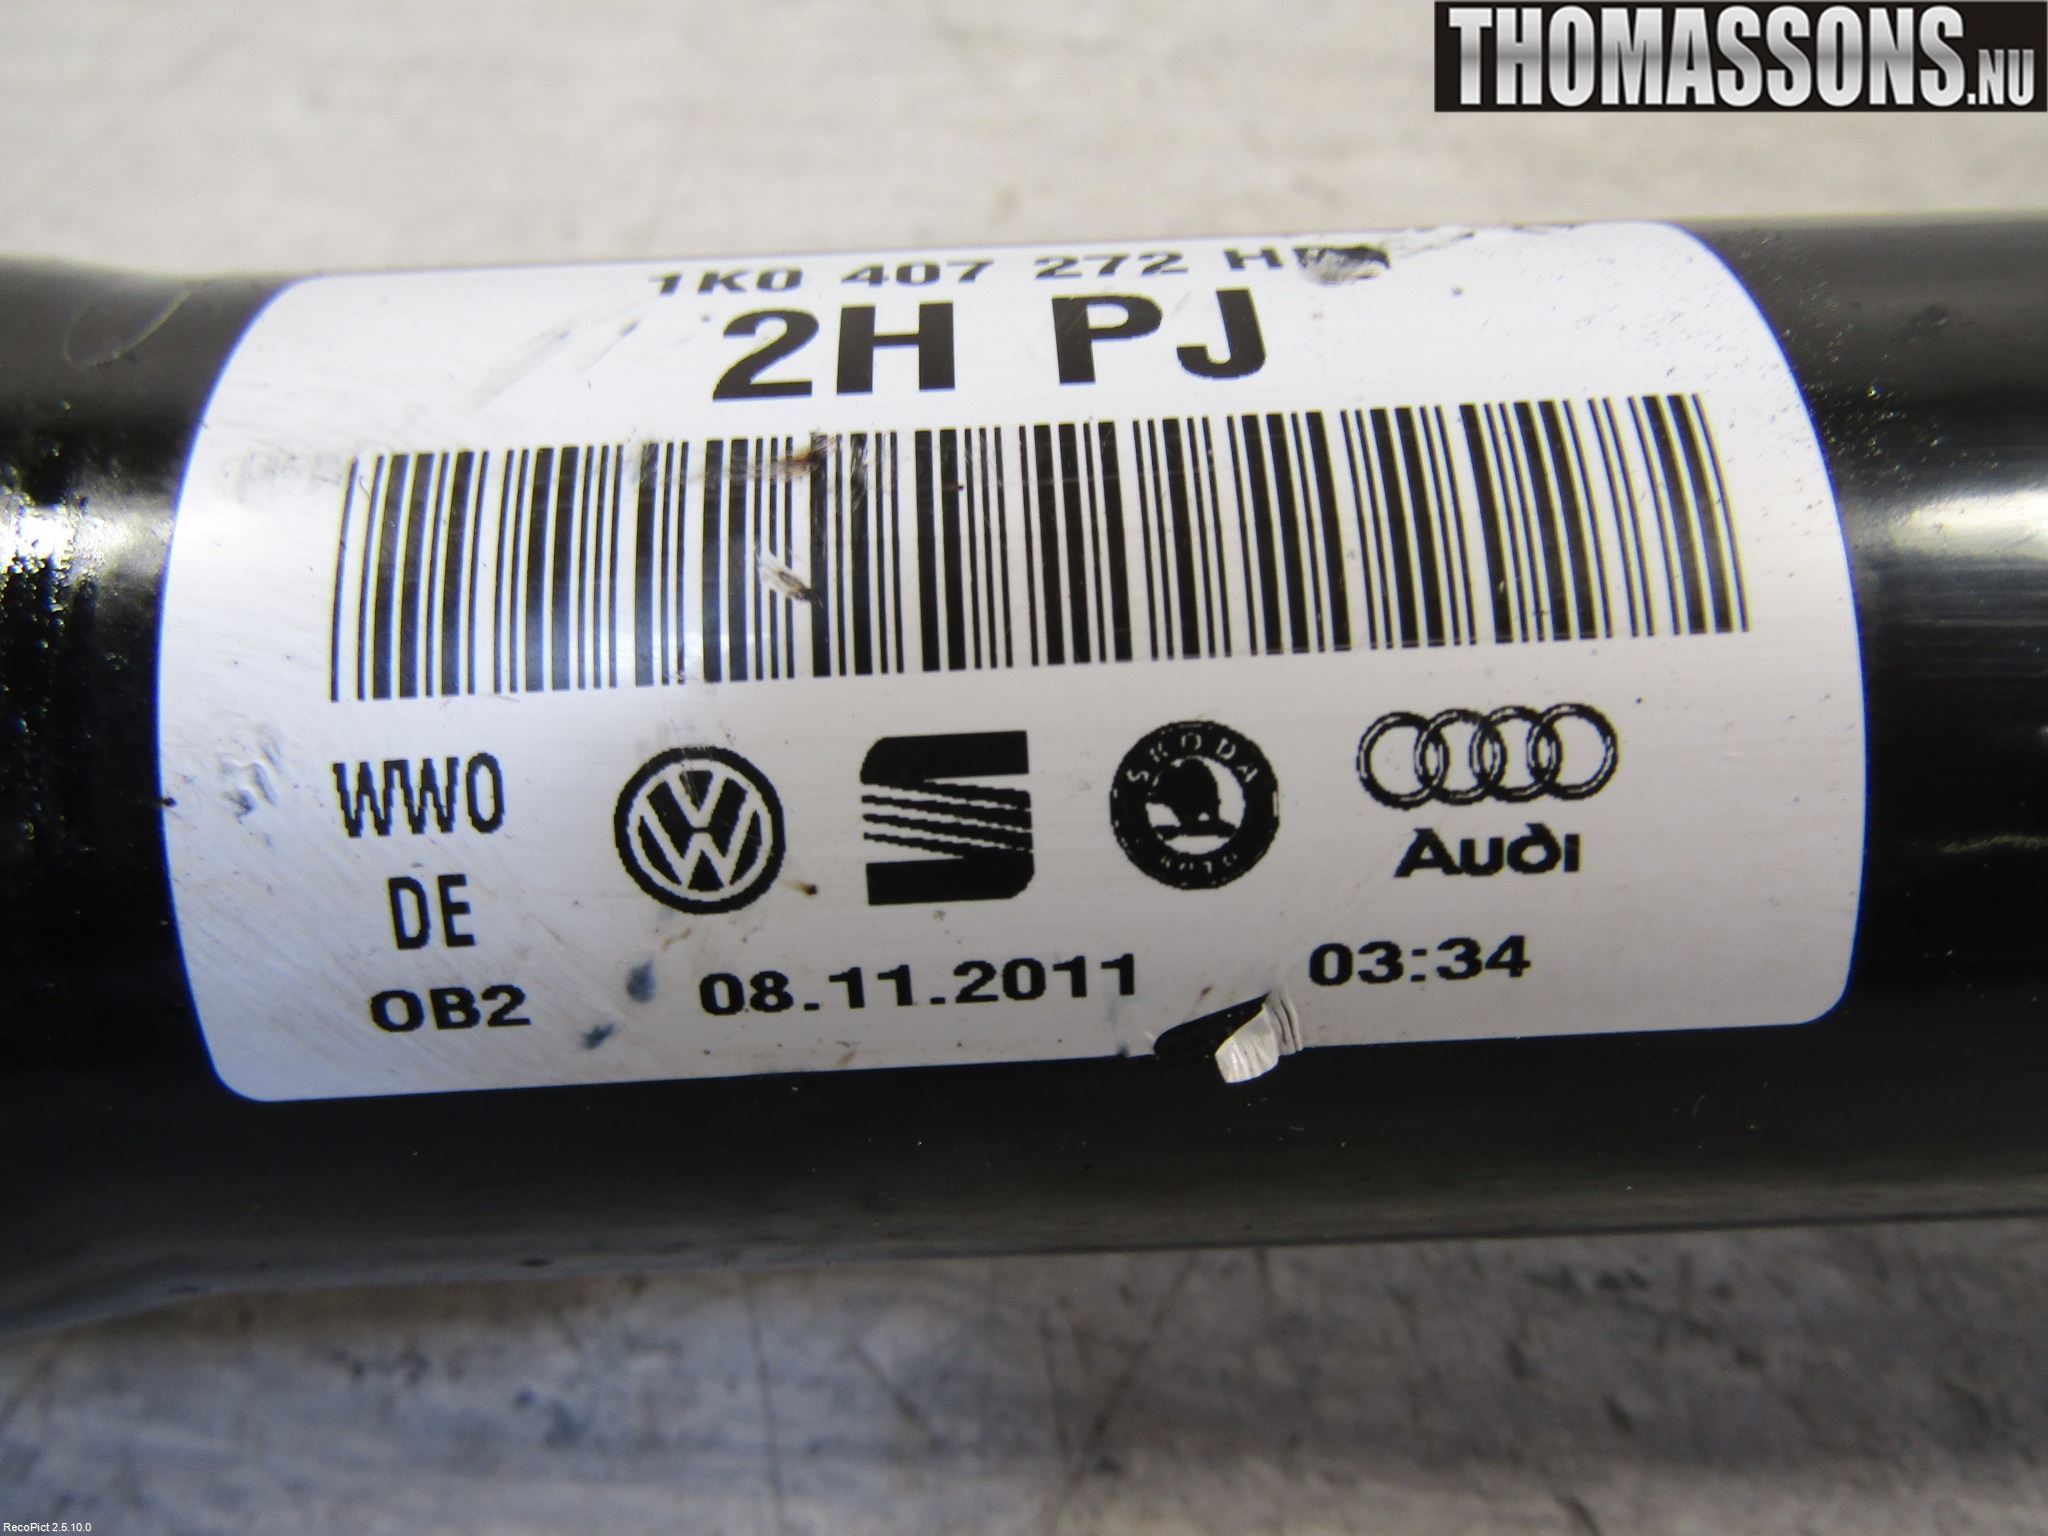 THOMASSONS.NU
1K0 407 272 H
2H PJ
WW0
DE
OB2
SKODA
AUTO
Audi
08.11.2011 03:34
RecoPict 2.5.10.0